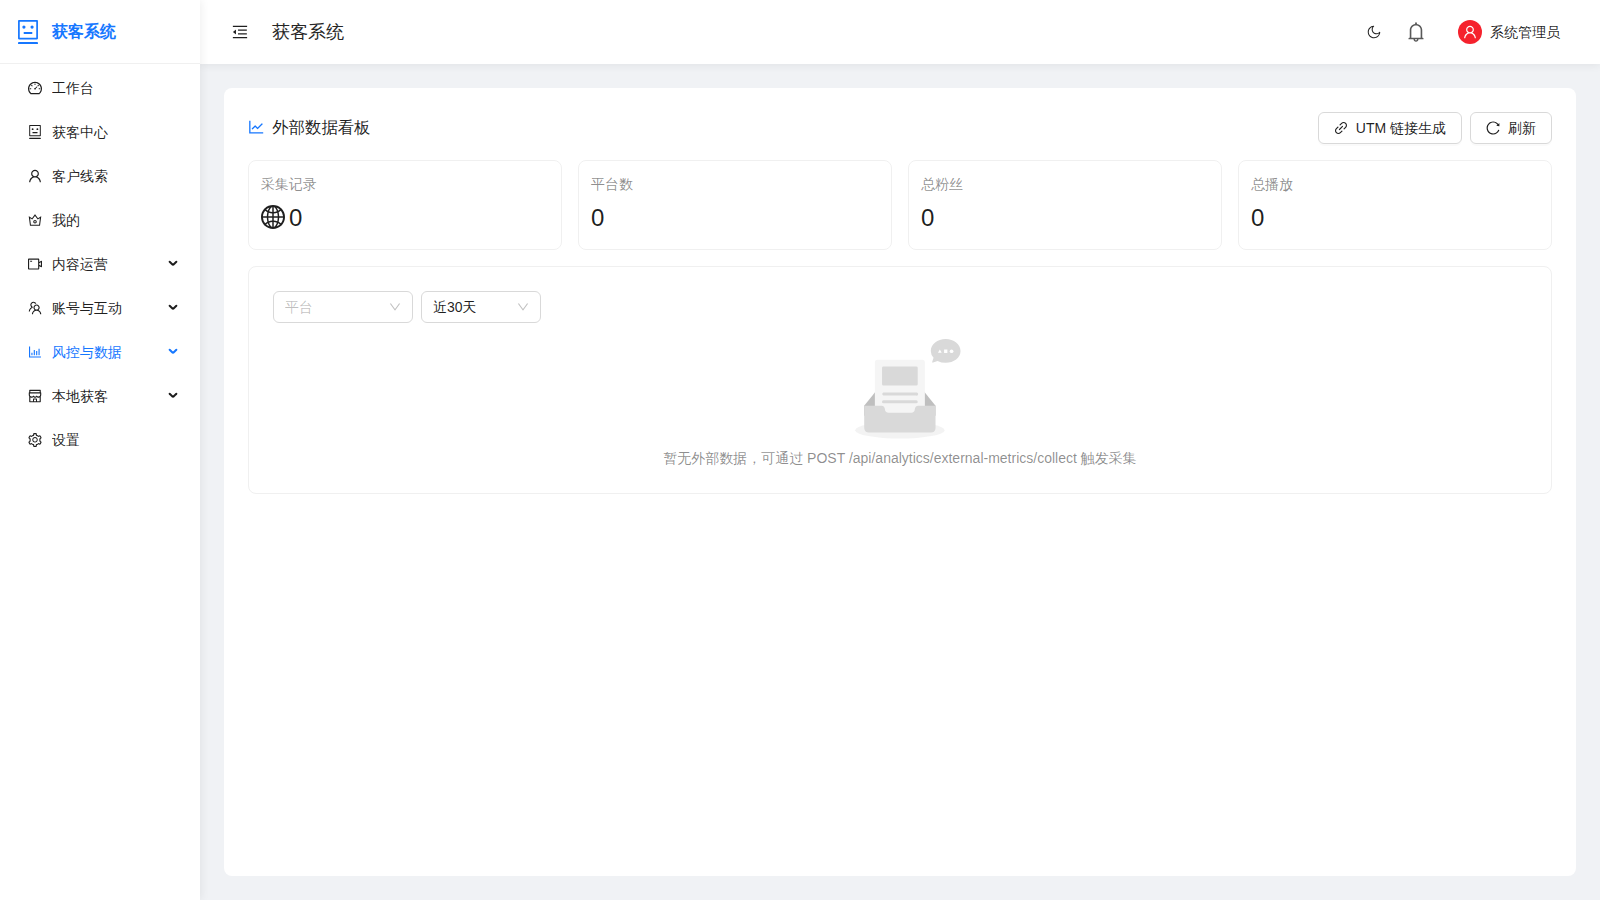 获客系统
获客系统
系统管理员
工作台
获客中心
客户线索
我的
内容运营
账号与互动
风控与数据
本地获客
设置
外部数据看板
UTM 链接生成
刷新
采集记录
0
平台数
0
总粉丝
0
总播放
0
平台
近30天
暂无外部数据，可通过 POST /api/analytics/external-metrics/collect 触发采集